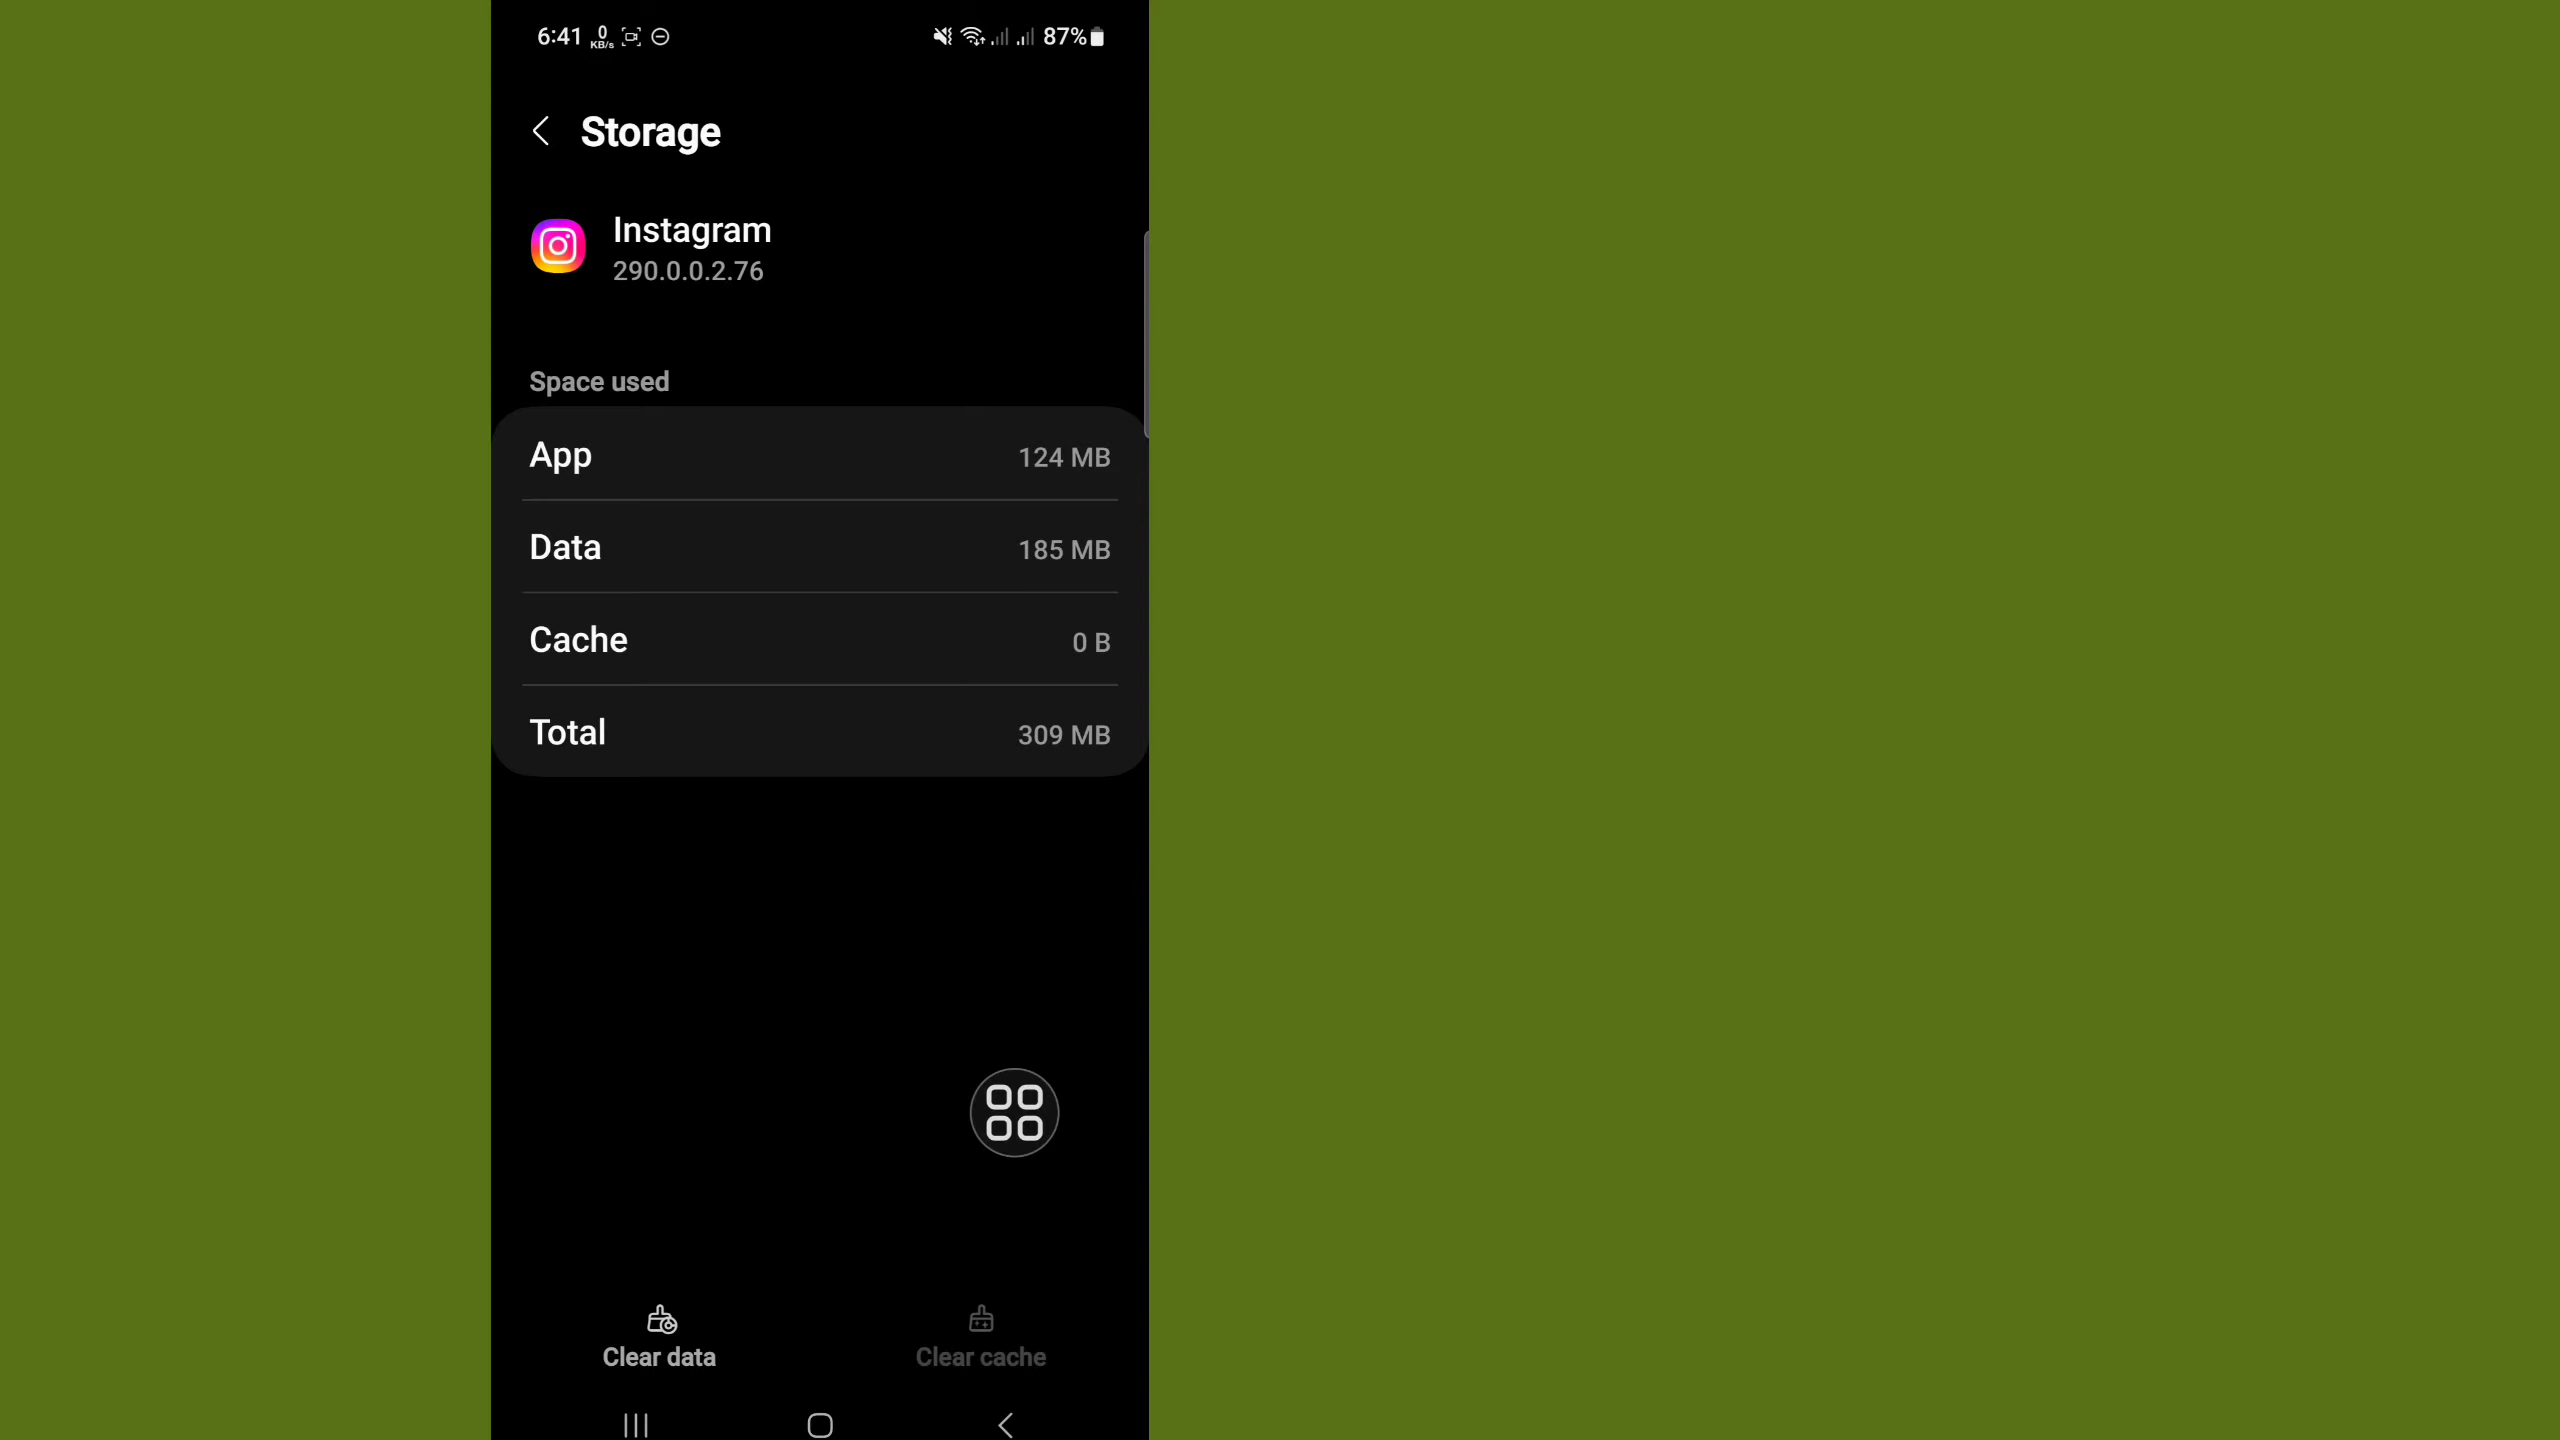 6:41 0 KB/s 87%
Storage
Instagram
290.0.0.2.76
Space used
App 124 MB
Data 185 MB
Cache 0 B
Total 309 MB
Clear data Clear cache